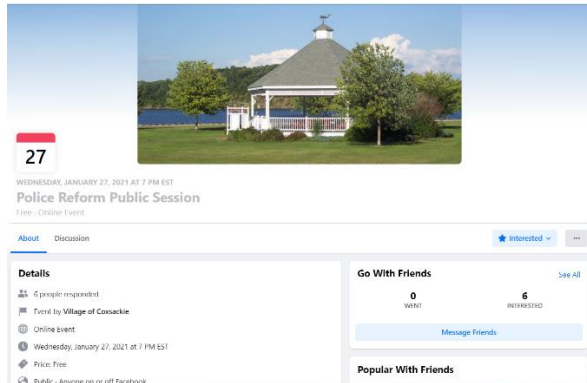 27
WEDNESDAY, JANUARY 27, 2021 AT 7 PM EST
Police Reform Public Session
Free · Online Event
About Discussion
Interested
Details
6 people responded
Event by Village of Coxsackie
Online Event
Wednesday, January 27, 2021 at 7 PM EST
Price: Free
Public · Anyone on or off Facebook
Go With Friends See All
0 6
WENT INTERESTED
Message Friends
Popular With Friends